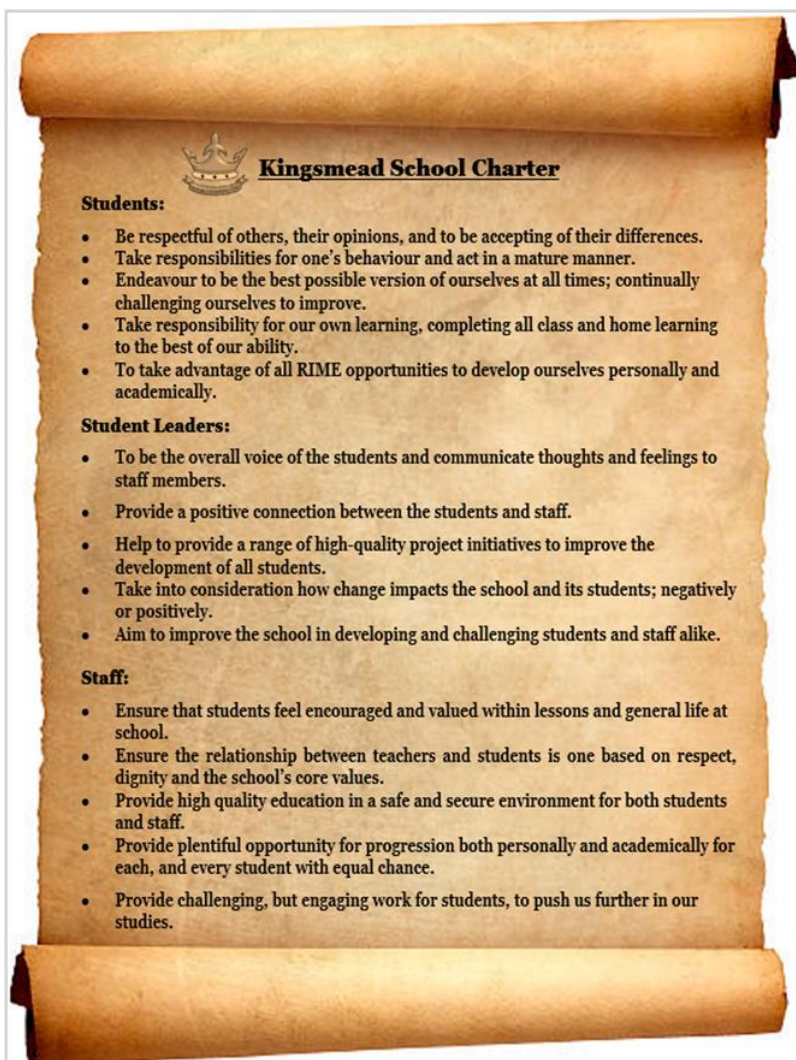 Kingsmead School Charter
Students:
• Be respectful of others, their opinions, and to be accepting of their differences.
• Take responsibilities for one's behaviour and act in a mature manner.
• Endeavour to be the best possible version of ourselves at all times; continually
challenging ourselves to improve.
• Take responsibility for our own learning, completing all class and home learning
to the best of our ability.
• To take advantage of all RIME opportunities to develop ourselves personally and
academically.
Student Leaders:
• To be the overall voice of the students and communicate thoughts and feelings to
staff members.
• Provide a positive connection between the students and staff.
• Help to provide a range of high-quality project initiatives to improve the
development of all students.
• Take into consideration how change impacts the school and its students; negatively
or positively.
• Aim to improve the school in developing and challenging students and staff alike.
Staff:
• Ensure that students feel encouraged and valued within lessons and general life at
school.
• Ensure the relationship between teachers and students is one based on respect,
dignity and the school's core values.
• Provide high quality education in a safe and secure environment for both students
and staff.
• Provide plentiful opportunity for progression both personally and academically for
each, and every student with equal chance.
• Provide challenging, but engaging work for students, to push us further in our
studies.